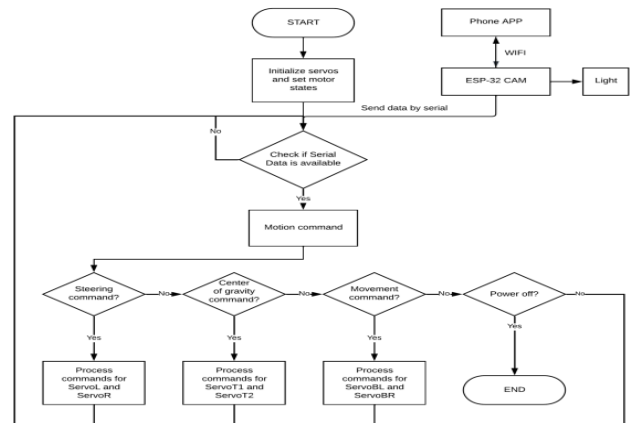 START
Phone APP
WIFI
Initialize servos
and set motor
states
ESP-32 CAM
Light
Send data by serial
No
Check if Serial
Data is available
Yes
Motion command
Steering
command?
No
Center
of gravity
command?
No
Movement
command?
No
Power off?
No
Yes
Yes
Yes
Yes
Process
commands for
ServoL and
ServoR
Process
commands for
ServoT1 and
ServoT2
Process
commands for
ServoBL and
ServoBR
END